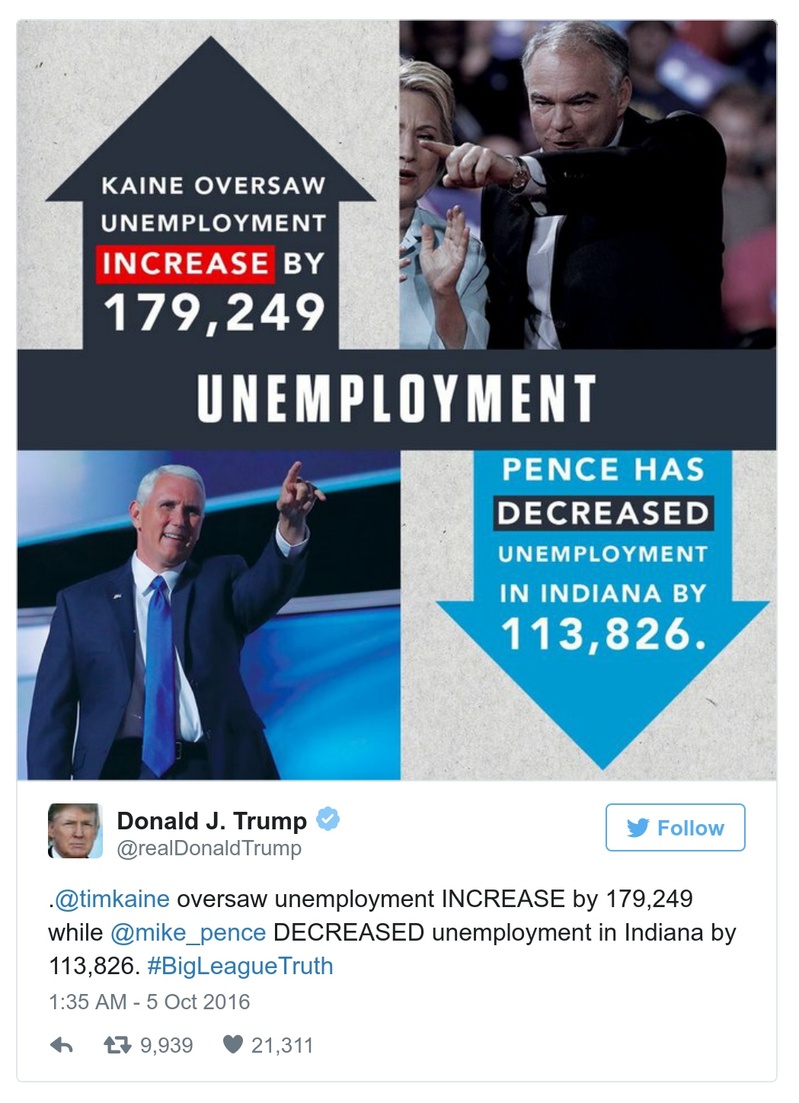 KAINE OVERSAW
UNEMPLOYMENT
INCREASE BY
179,249
UNEMPLOYMENT
PENCE HAS
DECREASED
UNEMPLOYMENT
IN INDIANA BY
113,826.
Donald J. Trump
@realDonaldTrump
Follow
.@timkaine oversaw unemployment INCREASE by 179,249
while @mike_pence DECREASED unemployment in Indiana by
113,826. #BigLeagueTruth
1:35 AM - 5 Oct 2016
9,939 21,311